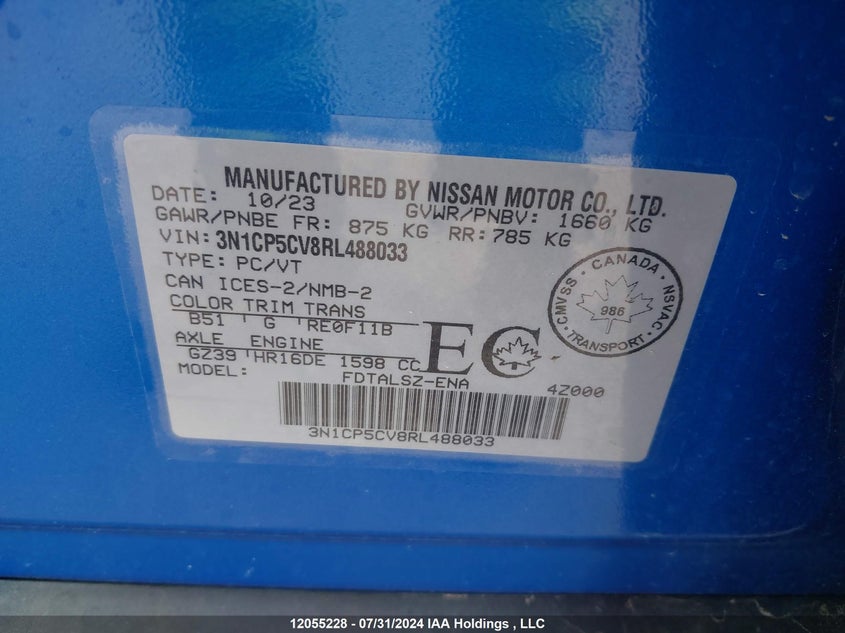 MANUFACTURED BY NISSAN MOTOR CO., LTD.
DATE: 10/23 GVWR/PNBV: 1660 KG
GAWR/PNBE FR: 875 KG RR: 785 KG
VIN: 3N1CP5CV8RL488033
TYPE: PC/VT
CAN ICES-2/NMB-2
COLOR TRIM TRANS
B51 G RE0F11B
AXLE ENGINE
GZ39 HR16DE 1598 CC
EC
MODEL: FDTALSZ-ENA 4Z000
3N1CP5CV8RL488033
CANADA
CMVSS
986
NSVAC
TRANSPORT
12055228 - 07/31/2024 IAA Holdings , LLC